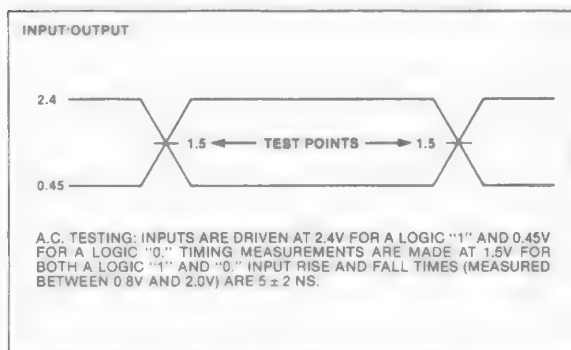 INPUT·OUTPUT
2.4
1.5 TEST POINTS 1.5
0.45
A.C. TESTING: INPUTS ARE DRIVEN AT 2.4V FOR A LOGIC "1" AND 0.45V
FOR A LOGIC "0." TIMING MEASUREMENTS ARE MADE AT 1.5V FOR
BOTH A LOGIC "1" AND "0." INPUT RISE AND FALL TIMES (MEASURED
BETWEEN 0 8V AND 2.0V) ARE 5 ± 2 NS.